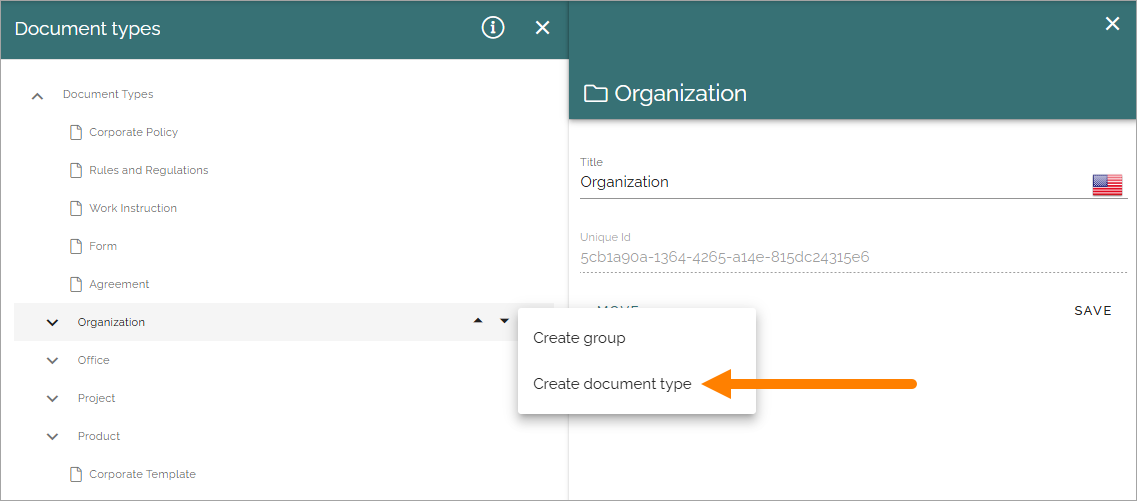 Document types
Document Types
Corporate Policy
Rules and Regulations
Work Instruction
Form
Agreement
Organization
Office
Project
Product
Corporate Template
Create group
Create document type
Organization
Title
Organization
Unique Id
5cb1a90a-1364-4265-a14e-815dc24315e6
MOVE
SAVE